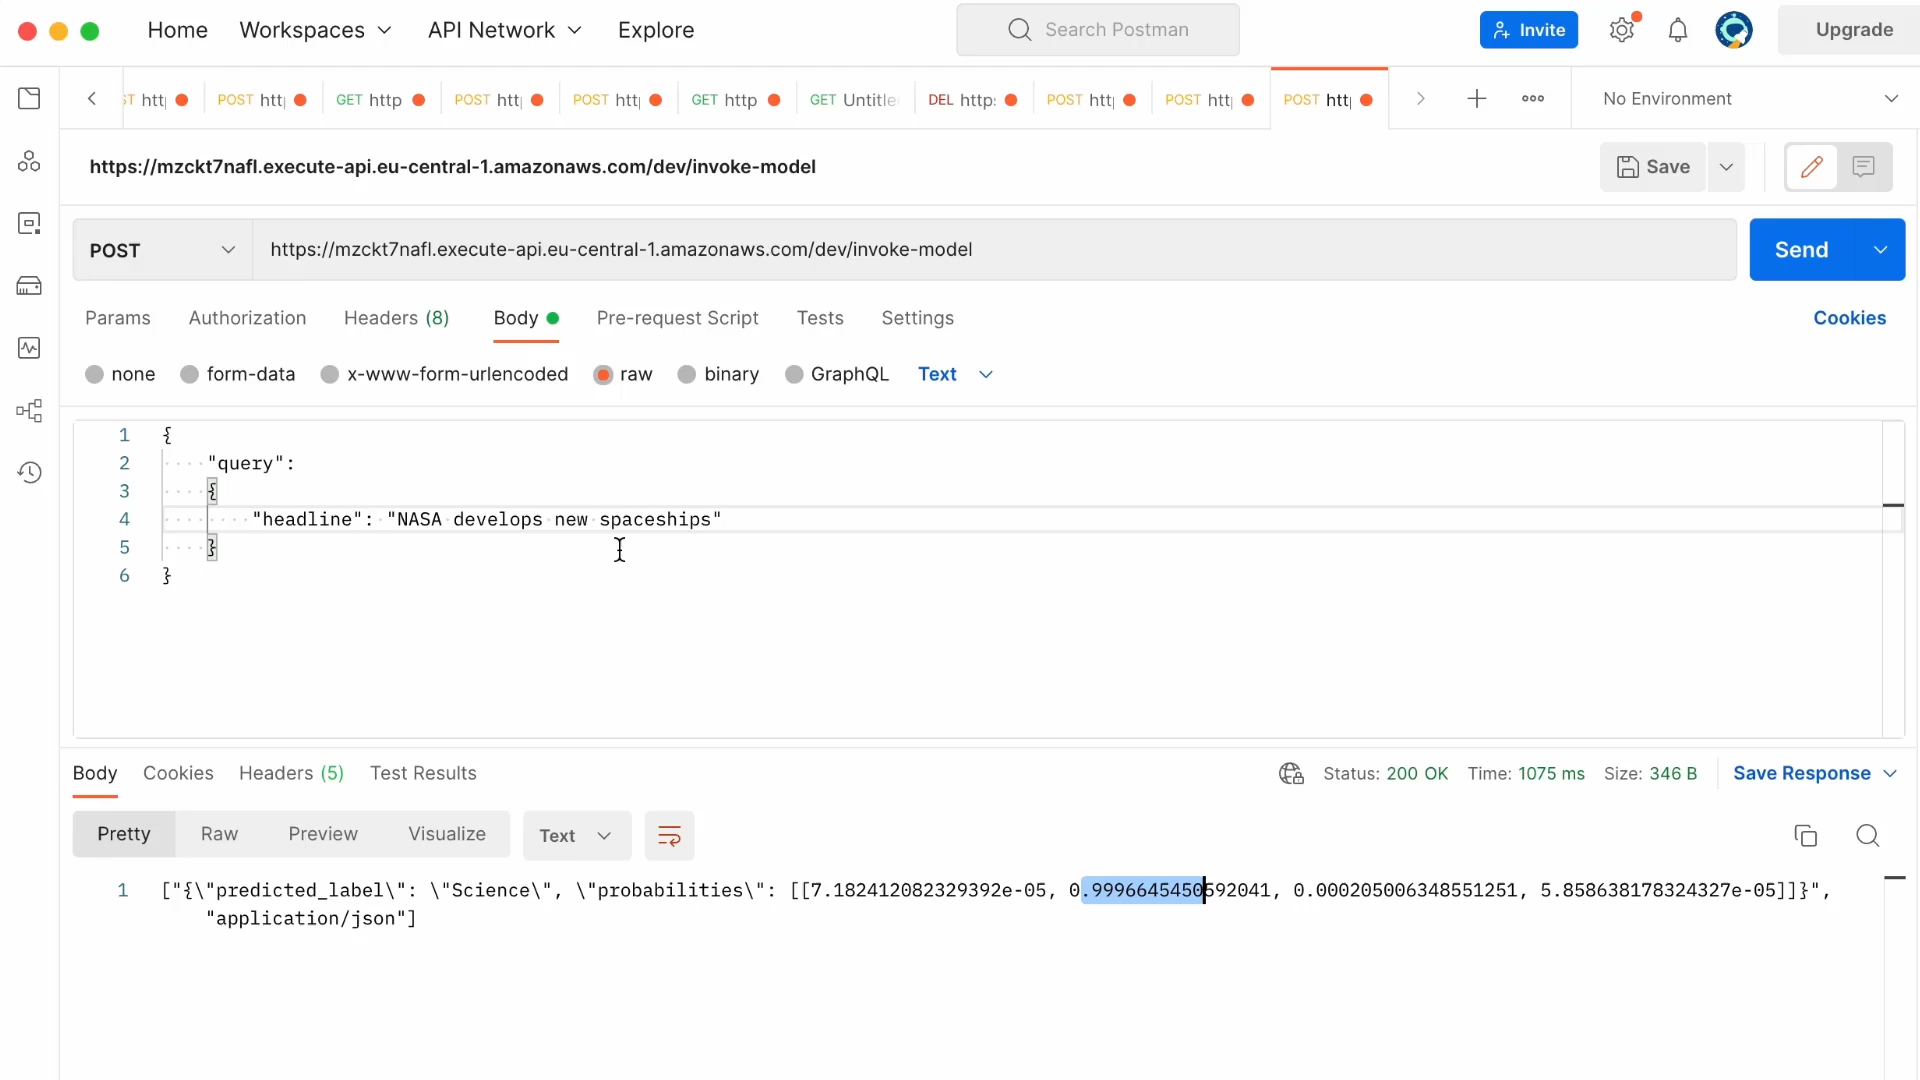 Home Workspaces API Network Explore Search Postman Invite Upgrade
ST htt POST htt GET http POST htt POST htt GET http GET Untitle DEL https POST htt POST htt POST htt No Environment
https://mzckt7nafl.execute-api.eu-central-1.amazonaws.com/dev/invoke-model Save
POST https://mzckt7nafl.execute-api.eu-central-1.amazonaws.com/dev/invoke-model Send
Params Authorization Headers (8) Body Pre-request Script Tests Settings Cookies
none form-data x-www-form-urlencoded raw binary GraphQL Text
1 {
2 "query":
3 {
4 "headline": "NASA develops new spaceships"
5 }
6 }
Body Cookies Headers (5) Test Results Status: 200 OK Time: 1075 ms Size: 346 B Save Response
Pretty Raw Preview Visualize Text
1 ["{\"predicted_label\": \"Science\", \"probabilities\": [[7.182412082329392e-05, 0.9996645450592041, 0.000205006348551251, 5.858638178324327e-05]]}",
"application/json"]